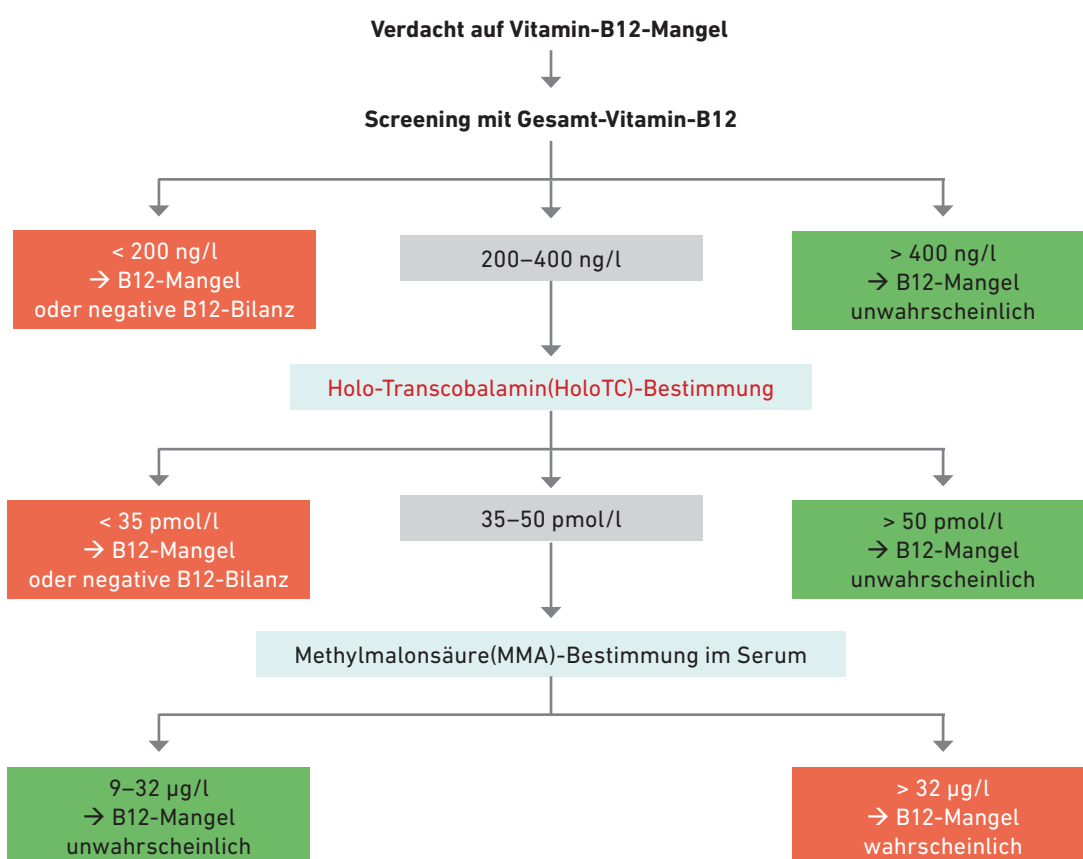 Verdacht auf Vitamin-B12-Mangel
Screening mit Gesamt-Vitamin-B12
< 200 ng/l
→ B12-Mangel
oder negative B12-Bilanz
200–400 ng/l
> 400 ng/l
→ B12-Mangel
unwahrscheinlich
Holo-Transcobalamin(HoloTC)-Bestimmung
< 35 pmol/l
→ B12-Mangel
oder negative B12-Bilanz
35–50 pmol/l
> 50 pmol/l
→ B12-Mangel
unwahrscheinlich
Methylmalonsäure(MMA)-Bestimmung im Serum
9–32 µg/l
→ B12-Mangel
unwahrscheinlich
> 32 µg/l
→ B12-Mangel
wahrscheinlich